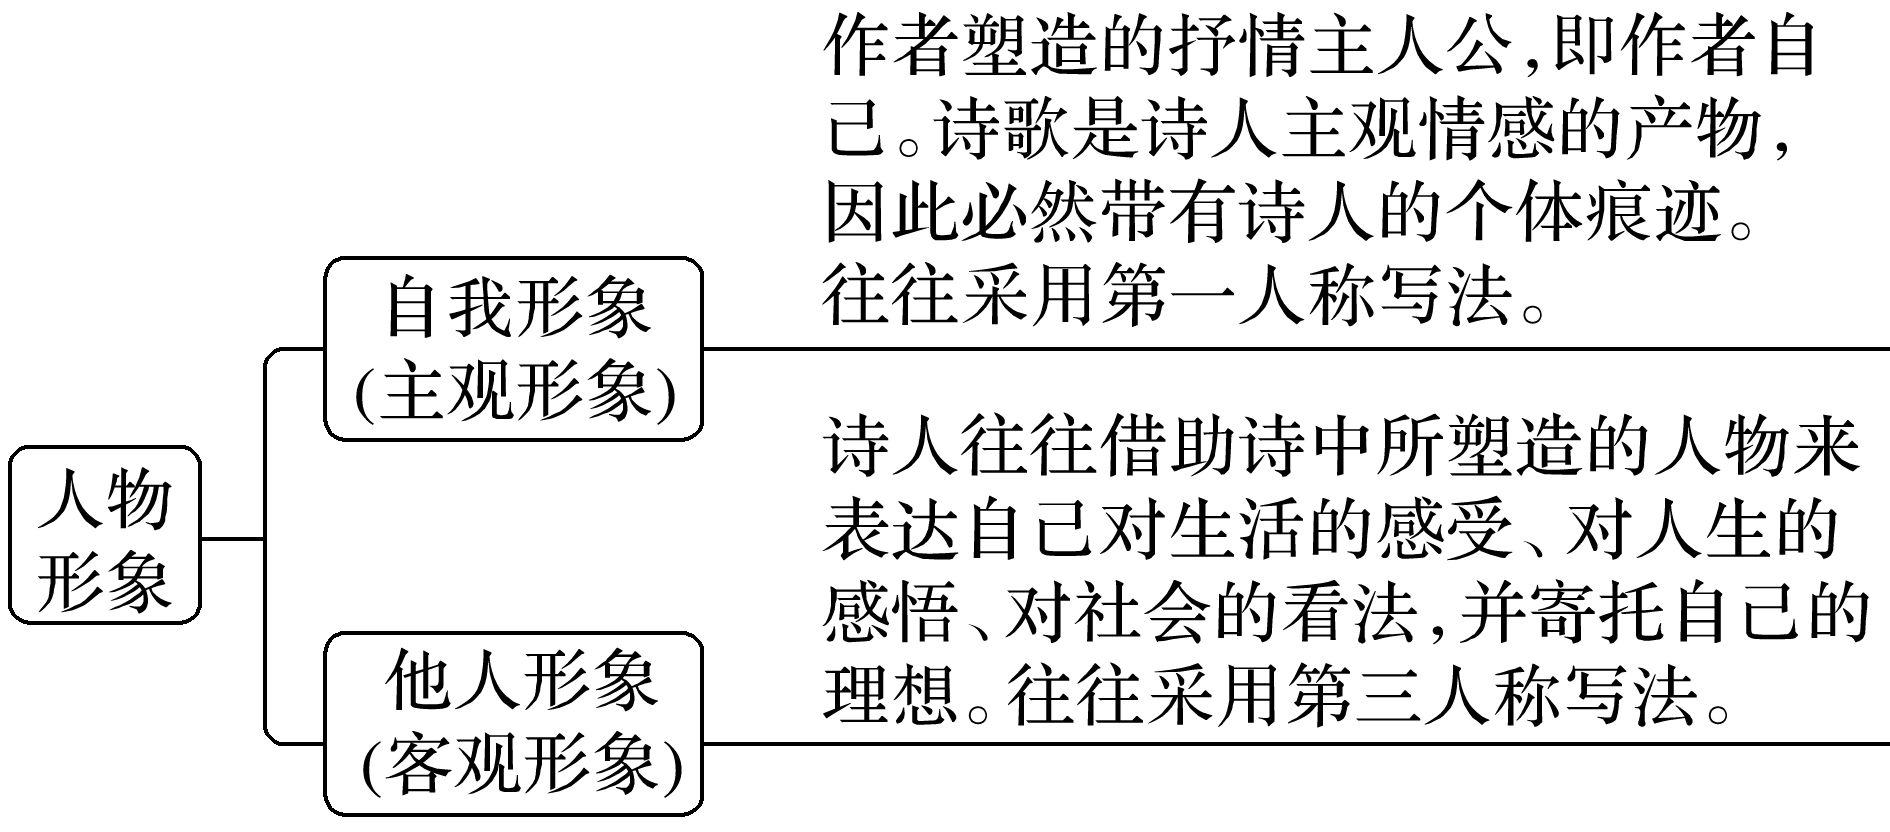 人物
形象
自我形象
(主观形象)
作者塑造的抒情主人公,即作者自
己。诗歌是诗人主观情感的产物,
因此必然带有诗人的个体痕迹。
往往采用第一人称写法。
他人形象
(客观形象)
诗人往往借助诗中所塑造的人物来
表达自己对生活的感受、对人生的
感悟、对社会的看法,并寄托自己的
理想。往往采用第三人称写法。